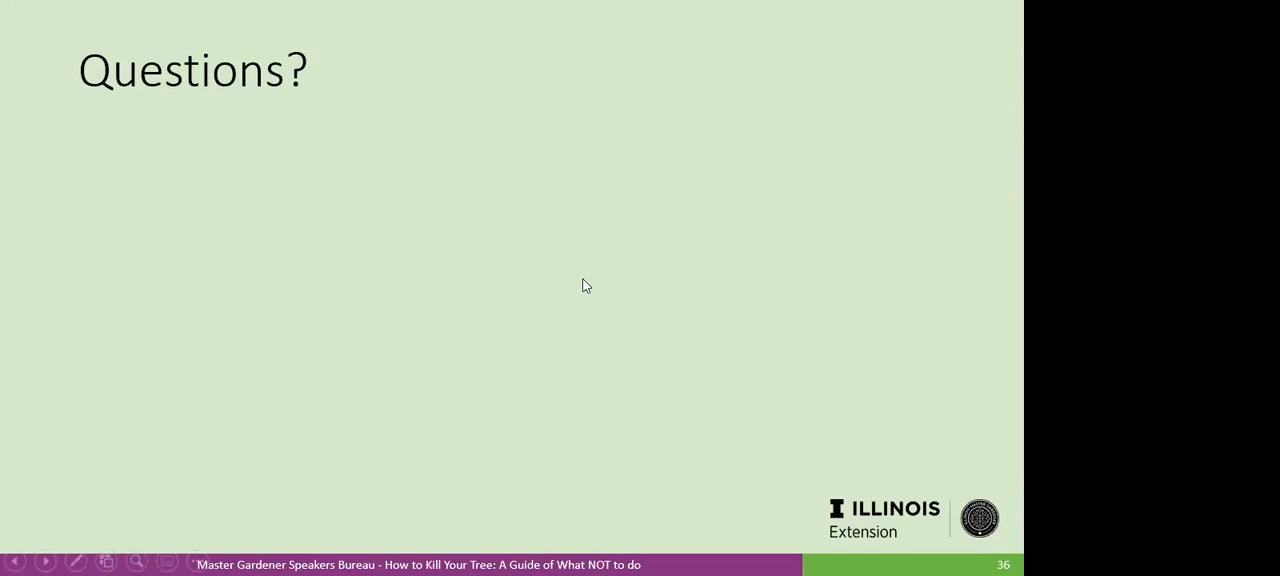 Questions?
ILLINOIS
Extension
Master Gardener Speakers Bureau - How to Kill Your Tree: A Guide of What NOT to do
36